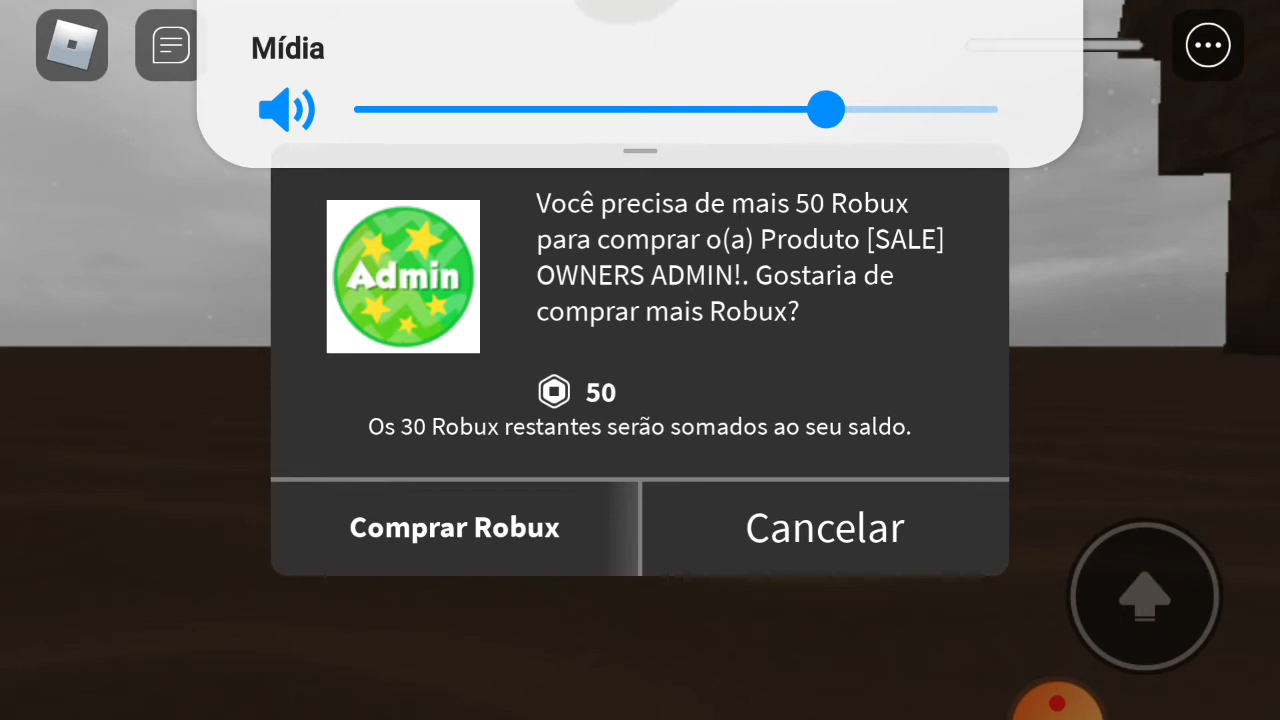 Mídia
Você precisa de mais 50 Robux
para comprar o(a) Produto [SALE]
OWNERS ADMIN!. Gostaria de
comprar mais Robux?
Admin
50
Os 30 Robux restantes serão somados ao seu saldo.
Comprar Robux
Cancelar